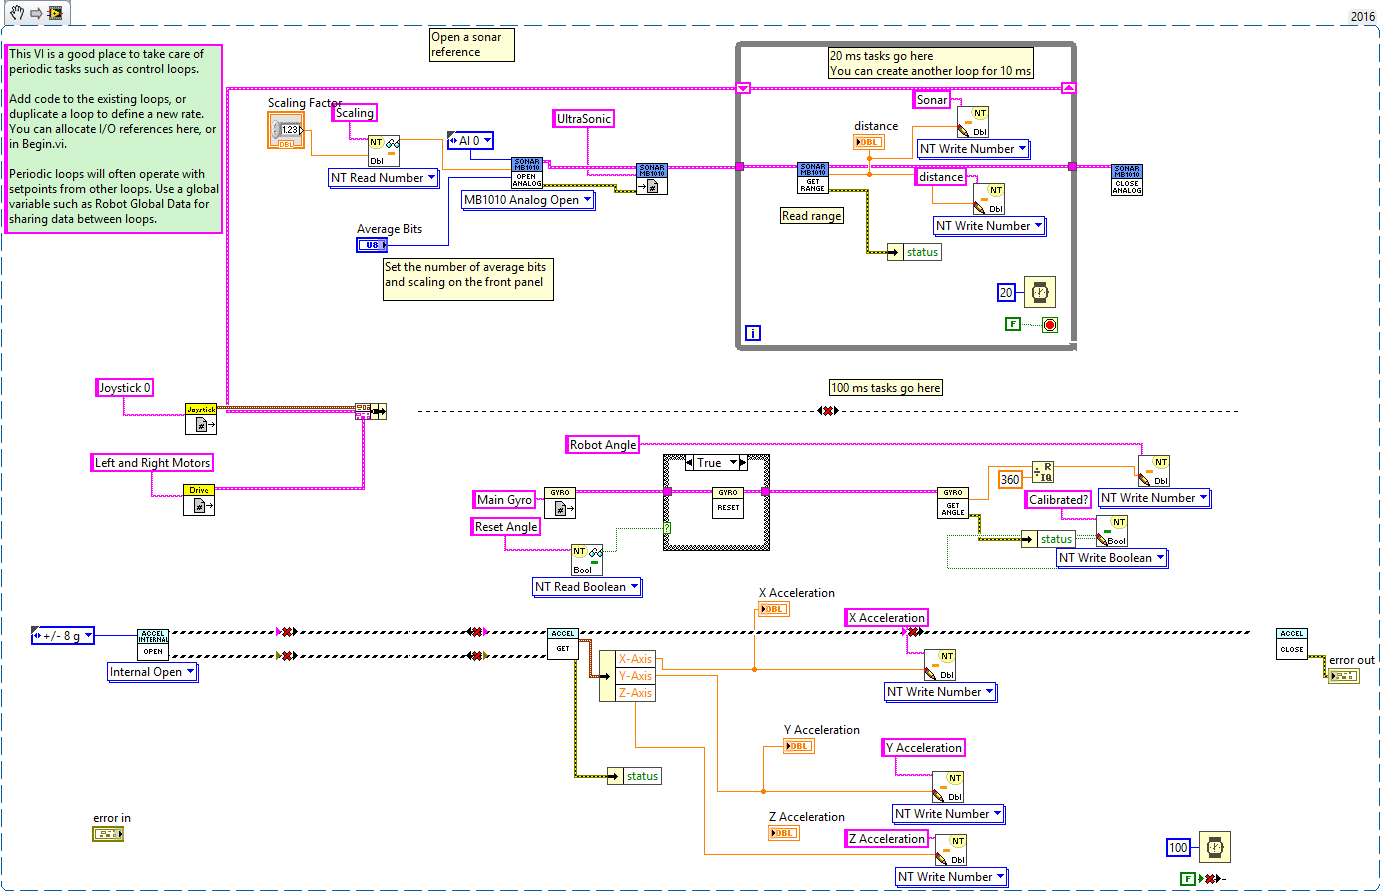 2016
This VI is a good place to take care of
periodic tasks such as control loops.
Add code to the existing loops, or
duplicate a loop to define a new rate.
You can allocate I/O references here, or
in Begin.vi.
Periodic loops will often operate with
setpoints from other loops. Use a global
variable such as Robot Global Data for
sharing data between loops.
Open a sonar
reference
20 ms tasks go here
You can create another loop for 10 ms
Scaling Factor
Scaling
1.23
DBL
NT
Dbl
NT Read Number
AI 0
UltraSonic
SONAR
MB1010
OPEN
ANALOG
MB1010 Analog Open
SONAR
MB1010
#
Average Bits
U8
Set the number of average bits
and scaling on the front panel
Sonar
NT
Dbl
NT Write Number
distance
DBL
SONAR
MB1010
GET
RANGE
distance
NT
Dbl
NT Write Number
Read range
status
20
F
i
SONAR
MB1010
CLOSE
ANALOG
100 ms tasks go here
Joystick 0
Joystick
#
Left and Right Motors
Drive
#
Robot Angle
True
Main Gyro
GYRO
#
GYRO
RESET
GYRO
GET
ANGLE
360
R
IQ
NT
Dbl
NT Write Number
Reset Angle
NT
Bool
NT Read Boolean
?
Calibrated?
status
NT
Bool
NT Write Boolean
+/- 8 g
ACCEL
INTERNAL
OPEN
Internal Open
ACCEL
GET
X-Axis
Y-Axis
Z-Axis
status
X Acceleration
DBL
X Acceleration
NT
Dbl
NT Write Number
ACCEL
CLOSE
error out
Y Acceleration
DBL
Y Acceleration
NT
Dbl
NT Write Number
Z Acceleration
DBL
Z Acceleration
NT
Dbl
NT Write Number
error in
100
F